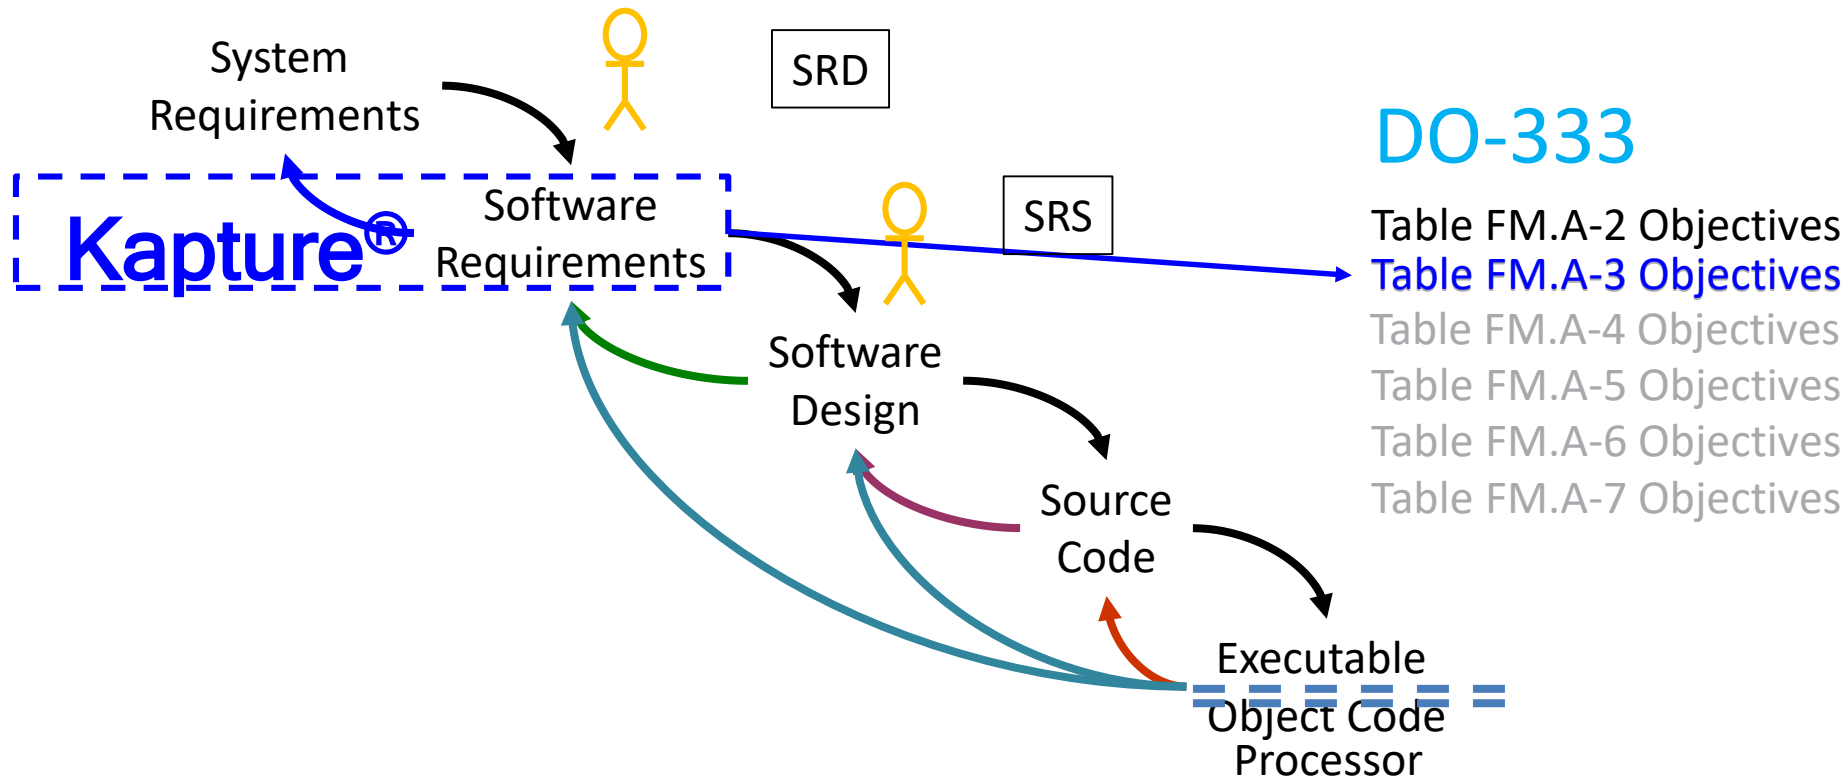 System
Requirements
SRD
DO-333
Kapture®
Software
Requirements
SRS
Table FM.A-2 Objectives
Table FM.A-3 Objectives
Table FM.A-4 Objectives
Table FM.A-5 Objectives
Table FM.A-6 Objectives
Table FM.A-7 Objectives
Software
Design
Source
Code
Executable
Object Code
Processor